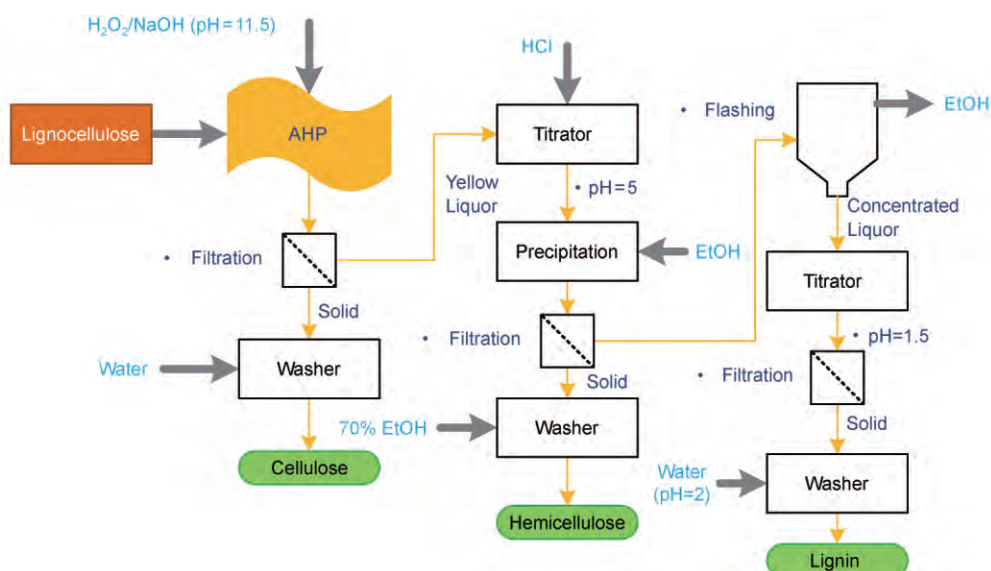 H₂O₂/NaOH (pH=11.5)
Lignocellulose
AHP
• Filtration
Solid
Water
Washer
Cellulose
HCl
Titrator
Yellow
Liquor
• pH=5
Precipitation
EtOH
• Filtration
Solid
70% EtOH
Washer
Hemicellulose
• Flashing
EtOH
Concentrated
Liquor
Titrator
• pH=1.5
• Filtration
Solid
Water
(pH=2)
Washer
Lignin